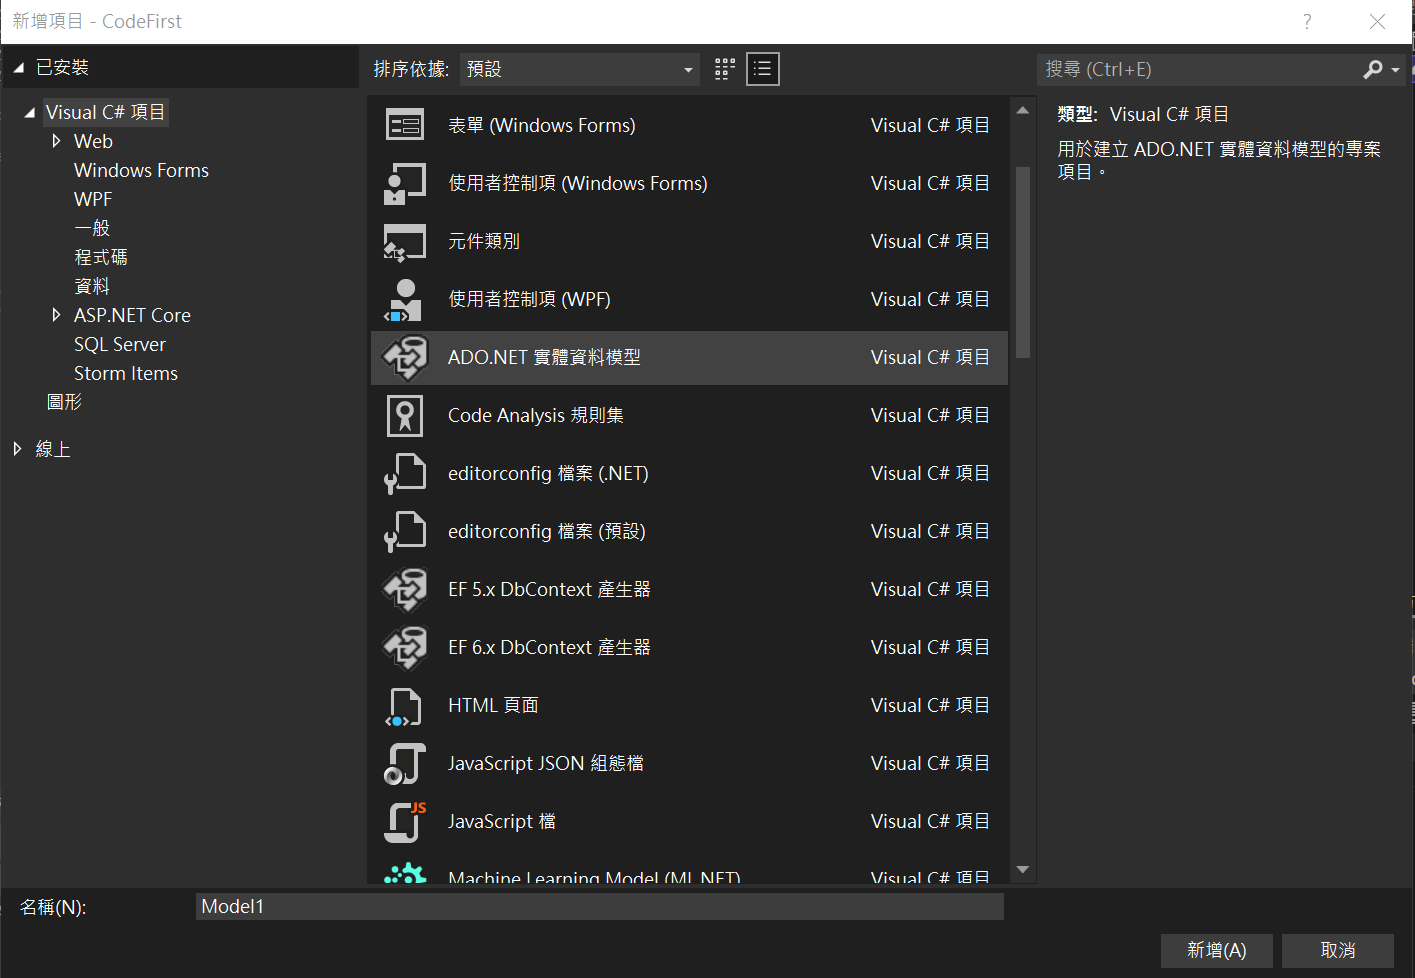 新增項目 - CodeFirst
?
已安裝
Visual C# 項目
Web
Windows Forms
WPF
一般
程式碼
資料
ASP.NET Core
SQL Server
Storm Items
圖形
線上
排序依據: 預設
搜尋 (Ctrl+E)
表單 (Windows Forms) Visual C# 項目
使用者控制項 (Windows Forms) Visual C# 項目
元件類別 Visual C# 項目
使用者控制項 (WPF) Visual C# 項目
ADO.NET 實體資料模型 Visual C# 項目
Code Analysis 規則集 Visual C# 項目
editorconfig 檔案 (.NET) Visual C# 項目
editorconfig 檔案 (預設) Visual C# 項目
EF 5.x DbContext 產生器 Visual C# 項目
EF 6.x DbContext 產生器 Visual C# 項目
HTML 頁面 Visual C# 項目
JavaScript JSON 組態檔 Visual C# 項目
JS
JavaScript 檔 Visual C# 項目
Machine Learning Model (ML.NET) Visual C# 項目
類型: Visual C# 項目
用於建立 ADO.NET 實體資料模型的專案
項目。
名稱(N): Model1
新增(A) 取消